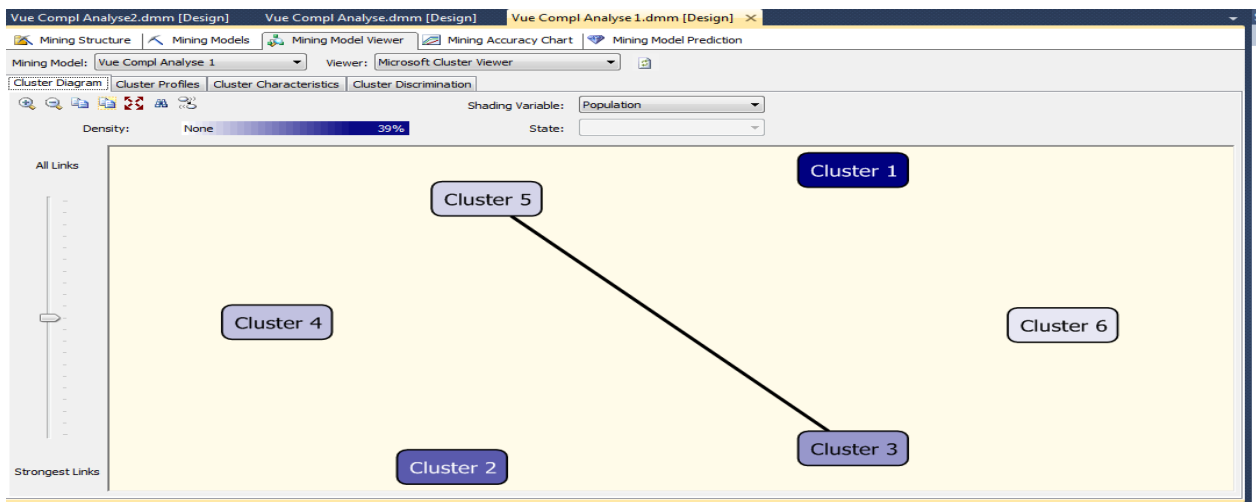 Vue Compl Analyse2.dmm [Design] Vue Compl Analyse.dmm [Design] Vue Compl Analyse 1.dmm [Design]
Mining Structure Mining Models Mining Model Viewer Mining Accuracy Chart Mining Model Prediction
Mining Model: Vue Compl Analyse 1 Viewer: Microsoft Cluster Viewer
Cluster Diagram Cluster Profiles Cluster Characteristics Cluster Discrimination
Shading Variable: Population
Density: None 39% State:
All Links
Cluster 1
Cluster 5
Cluster 4
Cluster 6
Cluster 3
Cluster 2
Strongest Links